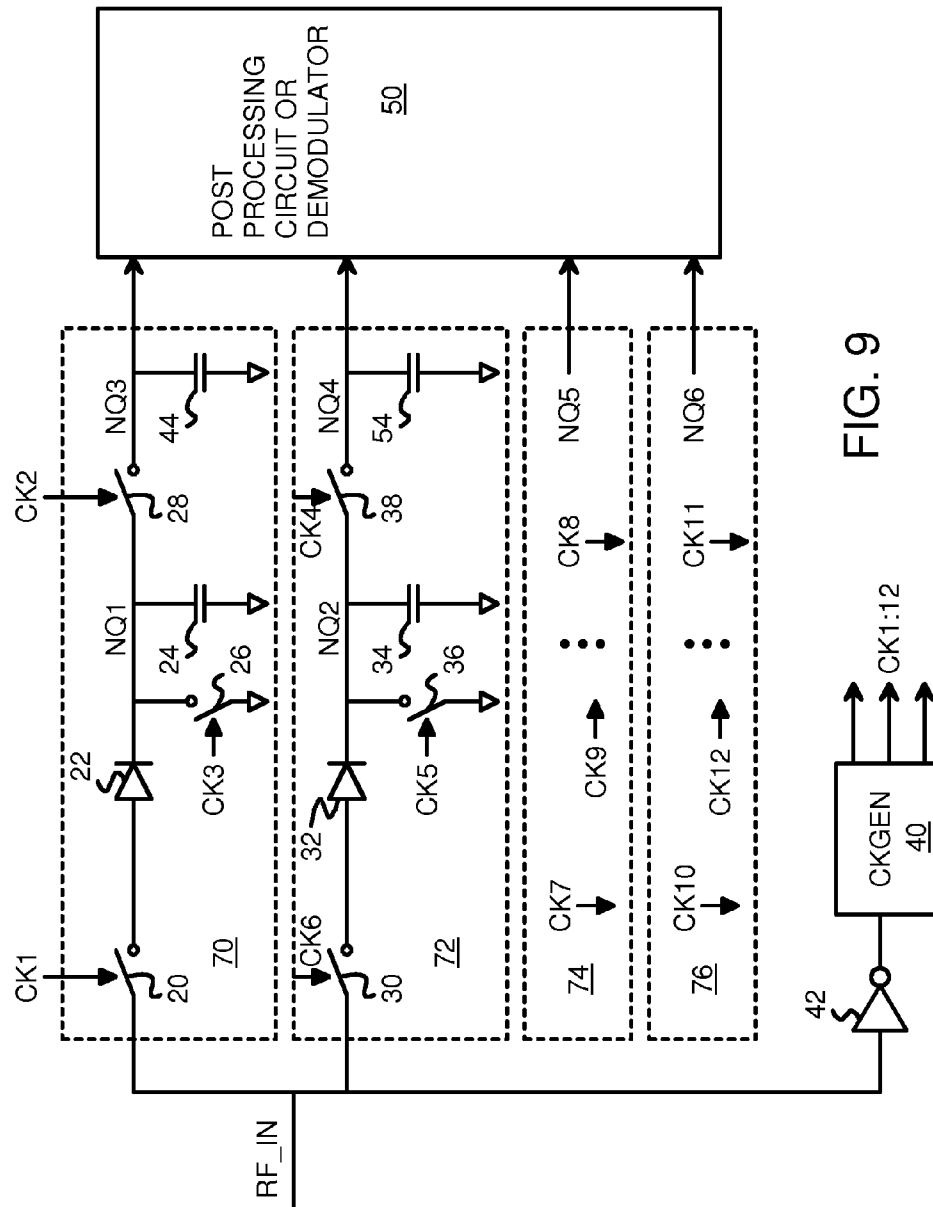 CK1
CK2
22
NQ1
NQ3
20
24
26
28
44
CK3
70
POST
PROCESSING
CIRCUIT OR
DEMODULATOR
50
RF_IN
CK6
CK4
32
NQ2
NQ4
30
34
36
38
54
CK5
72
CK7
CK9
CK8
NQ5
74
CK10
CK12
CK11
NQ6
76
42
CKGEN
40
CK1:12
FIG. 9